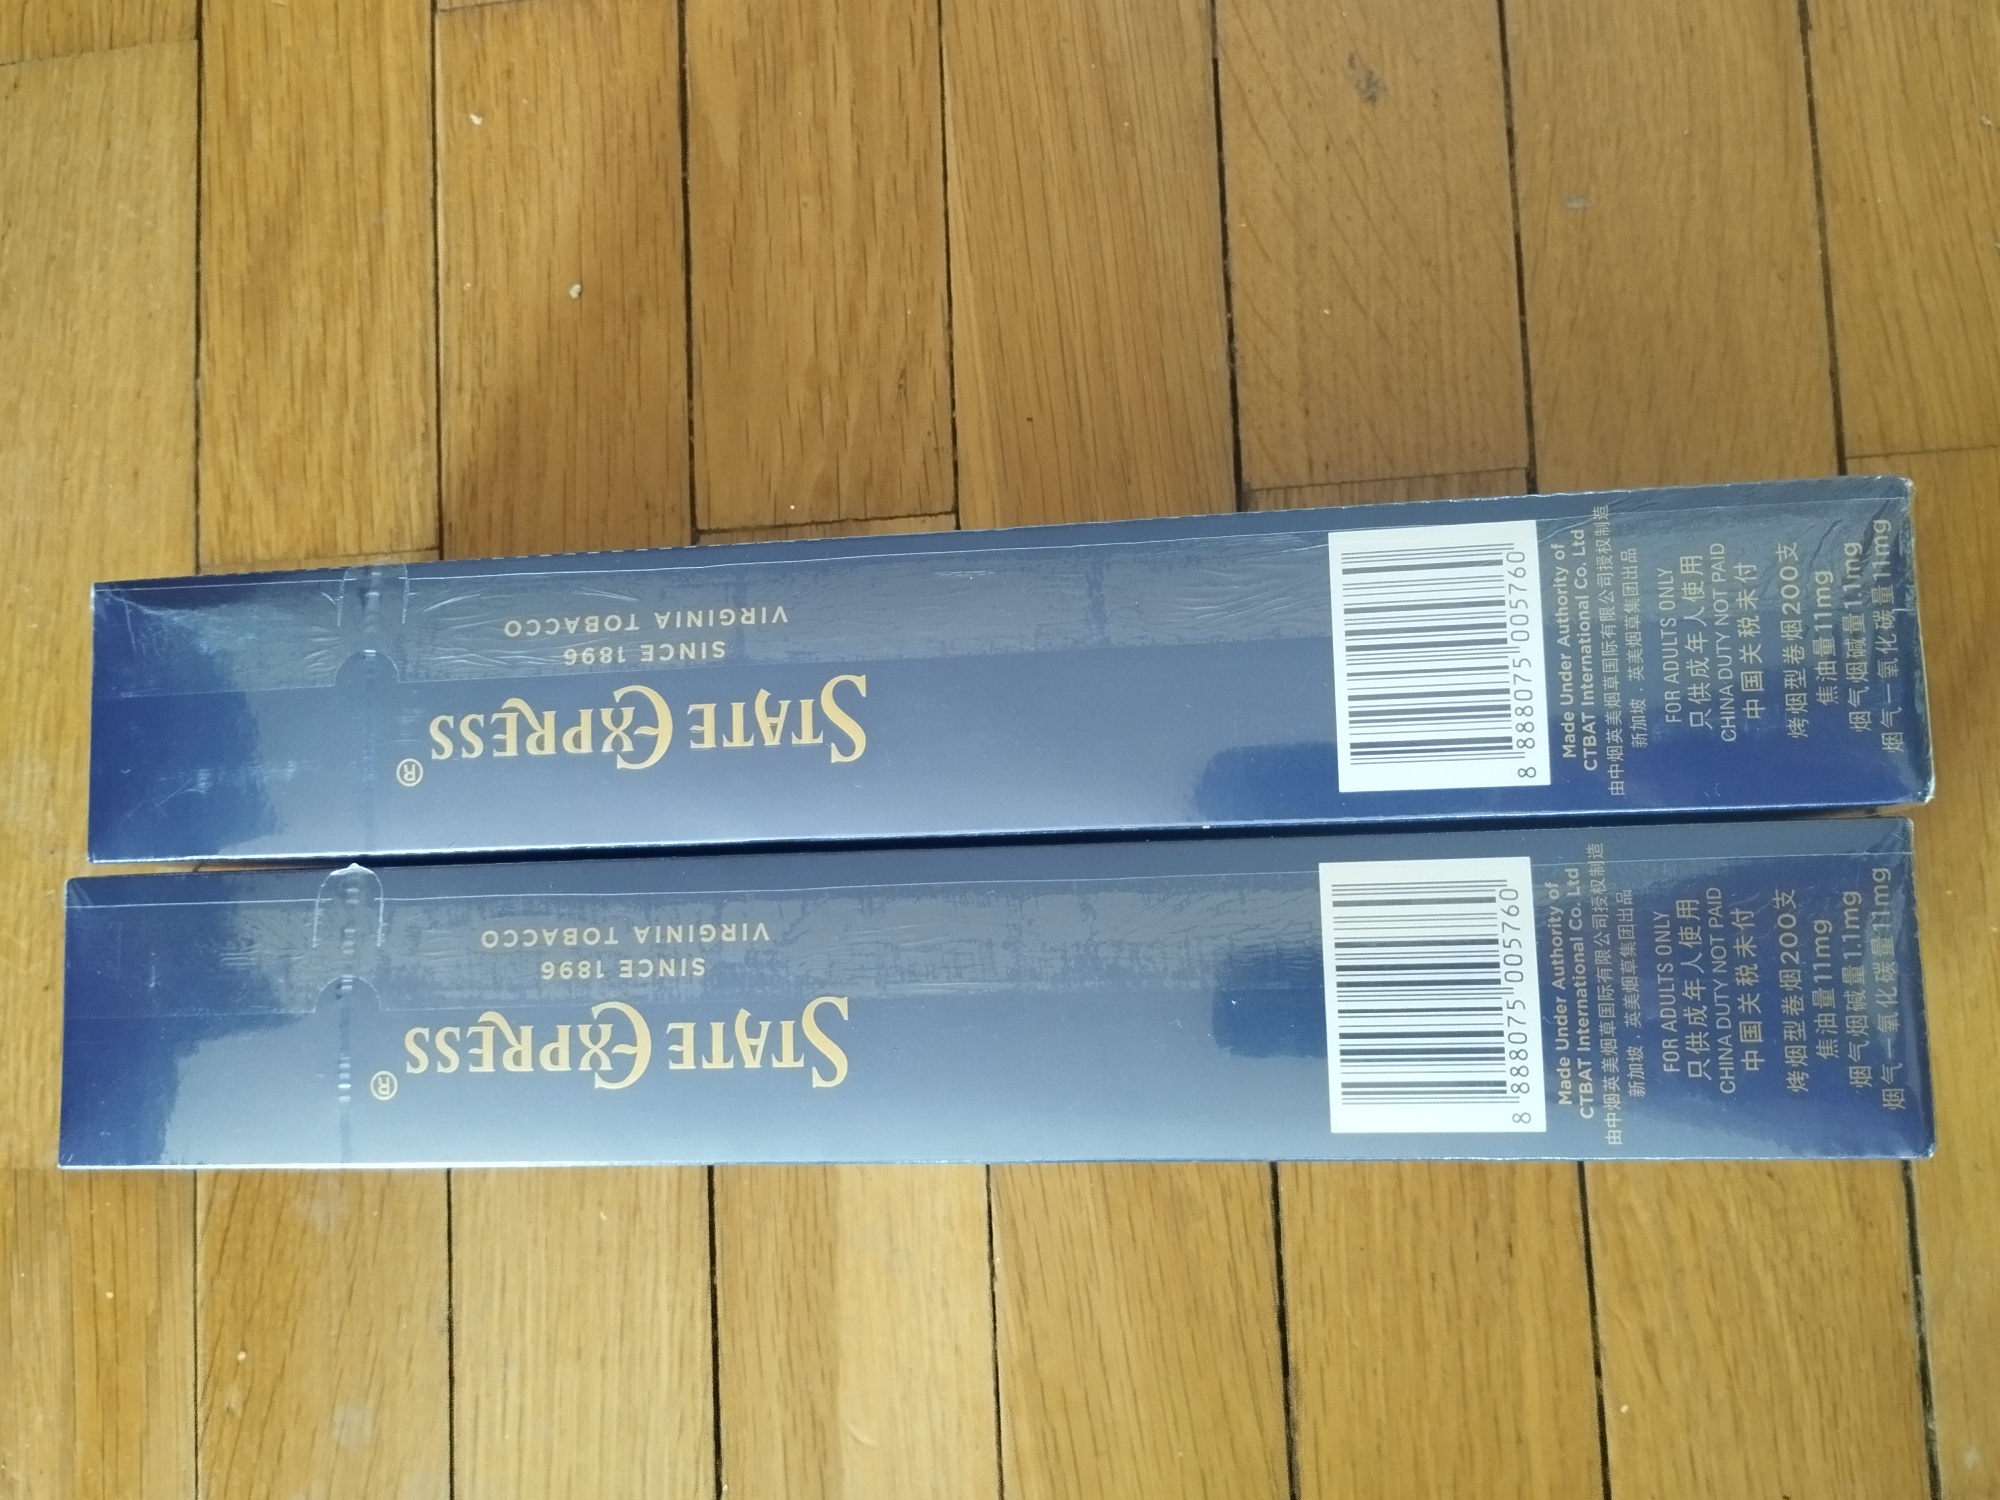 STATE EXPRESS®
SINCE 1896
VIRGINIA TOBACCO
8 888075 005760
Made Under Authority of
CTBAT International Co. Ltd
由中烟英美烟草国际有限公司授权制造
新加坡．英美烟草集团出品
FOR ADULTS ONLY
只供成年人使用
CHINA DUTY NOT PAID
中国关税未付
烤烟型卷烟200支
焦油量11mg
烟气烟碱量1.1mg
烟气一氧化碳量11mg
STATE EXPRESS®
SINCE 1896
VIRGINIA TOBACCO
8 888075 005760
Made Under Authority of
CTBAT International Co. Ltd
由中烟英美烟草国际有限公司授权制造
新加坡．英美烟草集团出品
FOR ADULTS ONLY
只供成年人使用
CHINA DUTY NOT PAID
中国关税未付
烤烟型卷烟200支
焦油量11mg
烟气烟碱量1.1mg
烟气一氧化碳量11mg